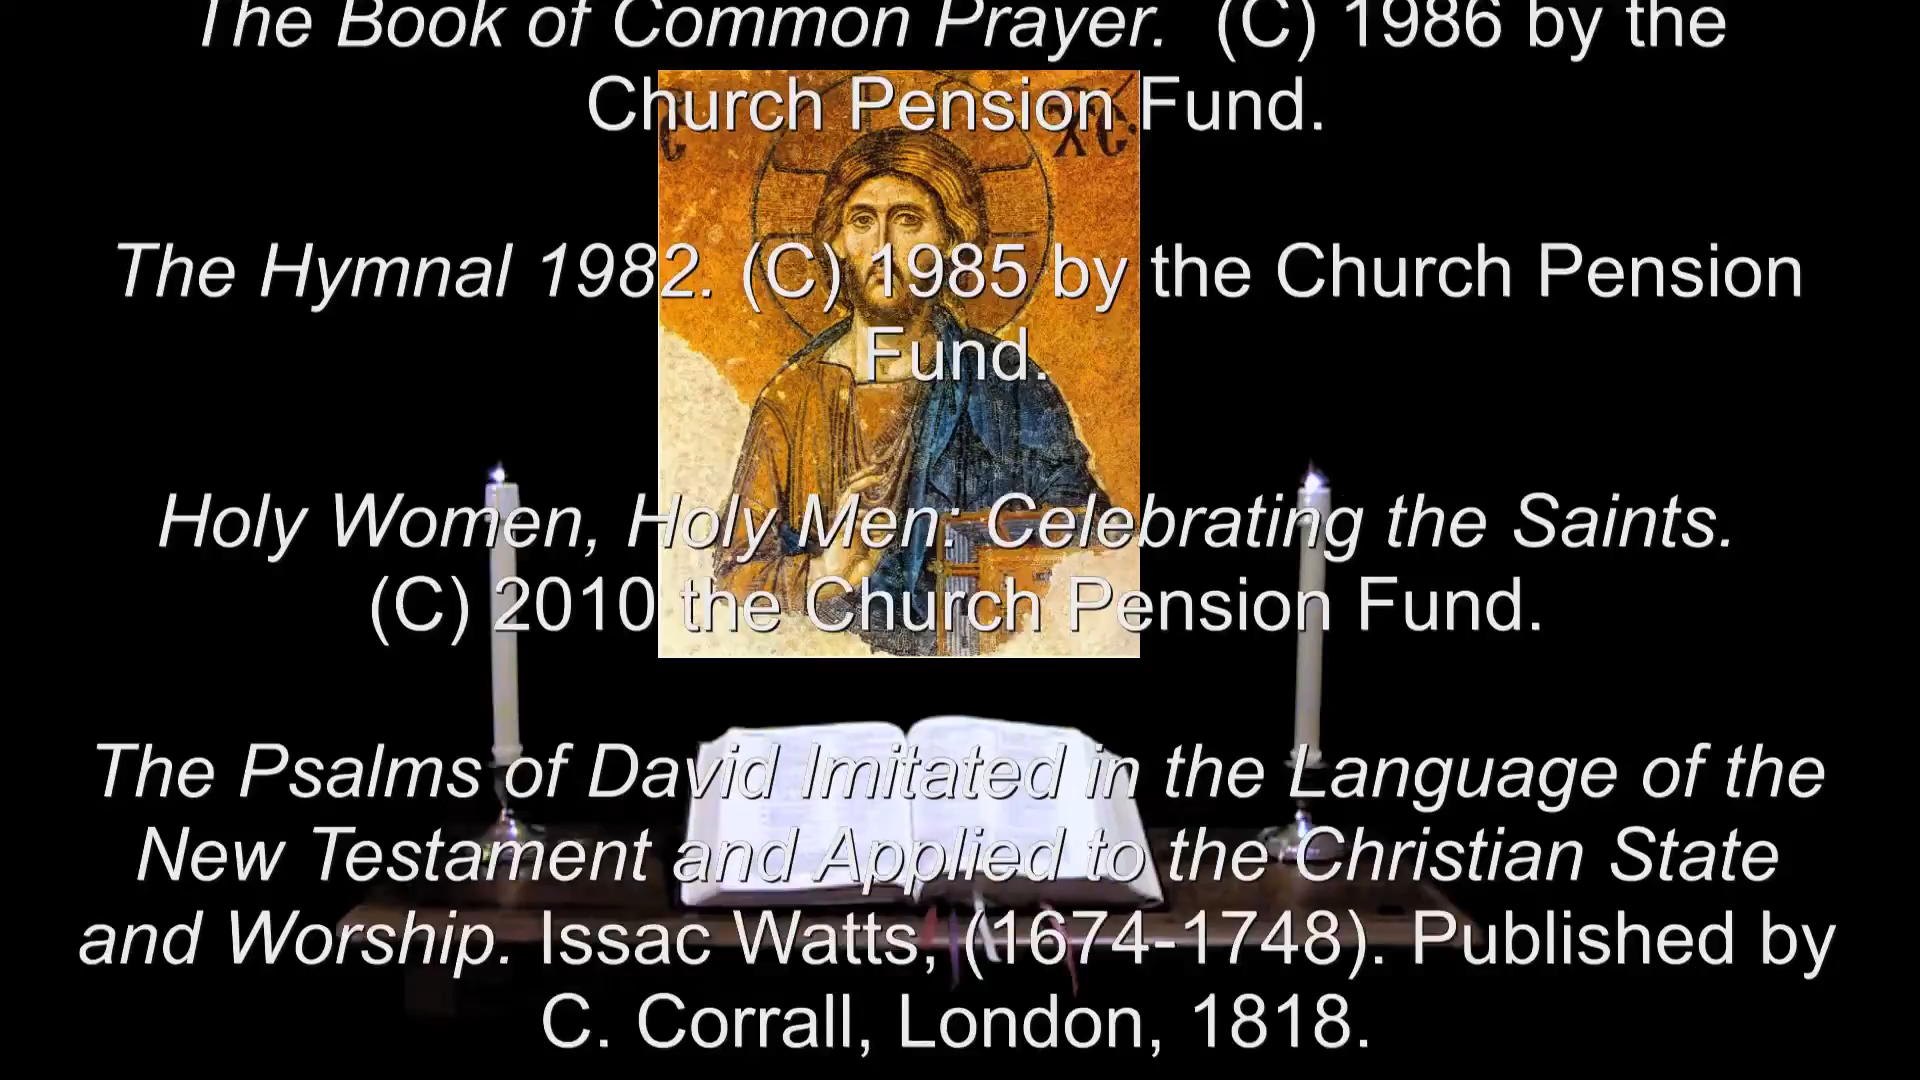 The Book of Common Prayer. (C) 1986 by the
Church Pension Fund.
The Hymnal 1982. (C) 1985 by the Church Pension
Fund.
Holy Women, Holy Men: Celebrating the Saints.
(C) 2010 the Church Pension Fund.
The Psalms of David Imitated in the Language of the
New Testament and Applied to the Christian State
and Worship. Issac Watts, (1674-1748). Published by
C. Corrall, London, 1818.